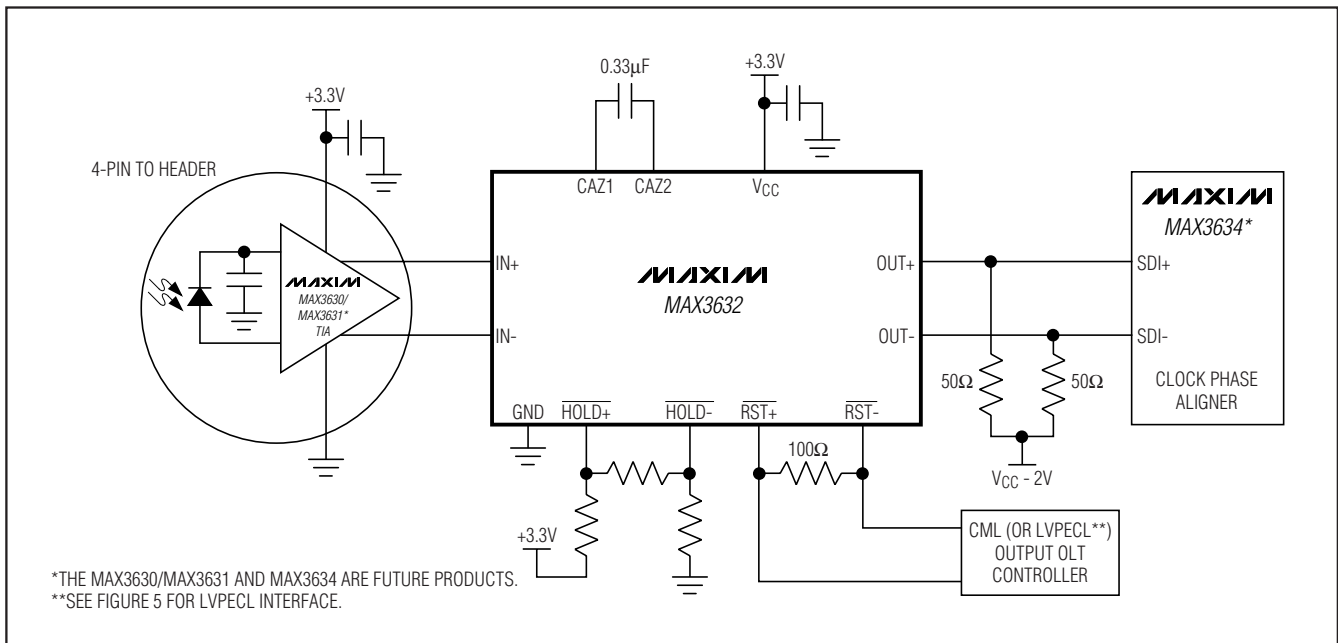 0.33μF
+3.3V
+3.3V
4-PIN TO HEADER
CAZ1 CAZ2 VCC
MAXIM
MAX3634*
MAXIM
MAX3630/
MAX3631*
TIA
IN+
IN-
MAXIM
MAX3632
OUT+
OUT-
SDI+
SDI-
50Ω 50Ω
CLOCK PHASE
ALIGNER
GND HOLD+ HOLD- RST+ RST-
100Ω
VCC - 2V
+3.3V
CML (OR LVPECL**)
OUTPUT OLT
CONTROLLER
*THE MAX3630/MAX3631 AND MAX3634 ARE FUTURE PRODUCTS.
**SEE FIGURE 5 FOR LVPECL INTERFACE.